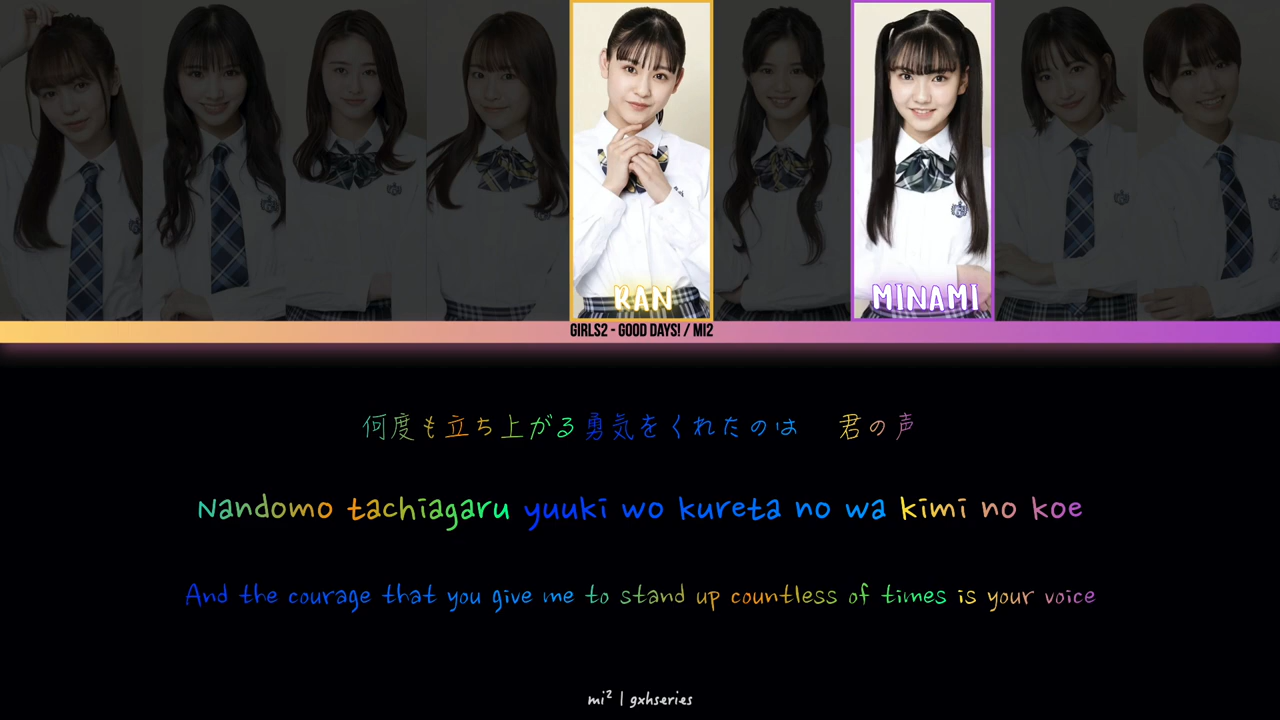 RAN
MINAMI
GIRLS2 - GOOD DAYS! / MI2
何度も立ち上がる勇気をくれたのは　君の声
Nandomo tachiagaru yuuki wo kureta no wa kimi no koe
And the courage that you give me to stand up countless of times is your voice
mi² | gxhseries